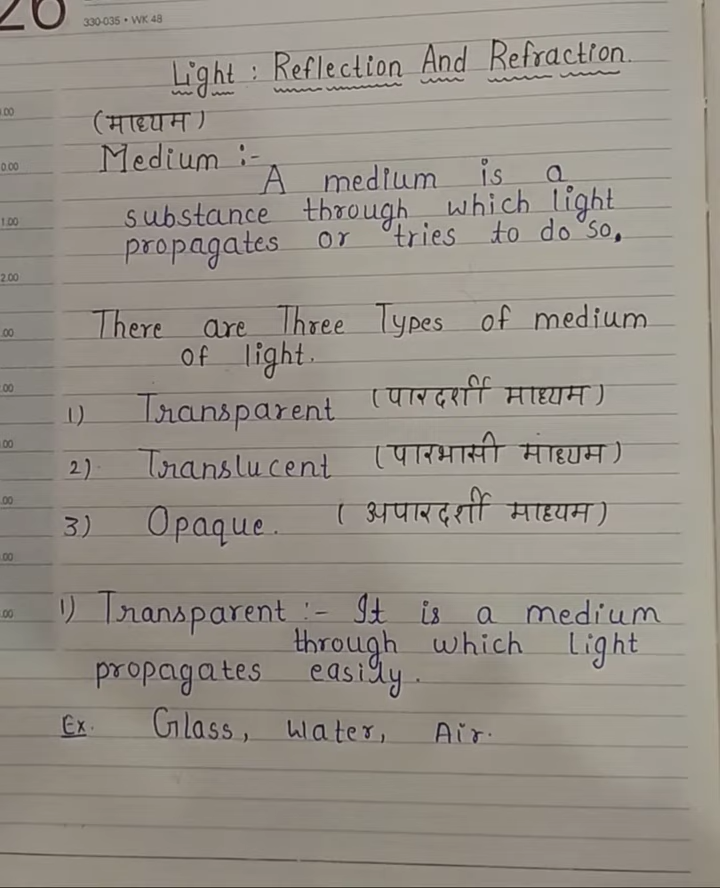 26 330-035 • WK 48
Light : Reflection And Refraction.
(माध्यम)
Medium :-
A medium is a
substance through which light
propagates or tries to do so.
There are Three Types of medium
of light.
1) Transparent (पारदर्शी माध्यम)
2) Translucent (पारभासी माध्यम)
3) Opaque. (अपारदर्शी माध्यम)
1) Transparent :- It is a medium
through which light
propagates easily.
Ex. Glass, Water, Air.